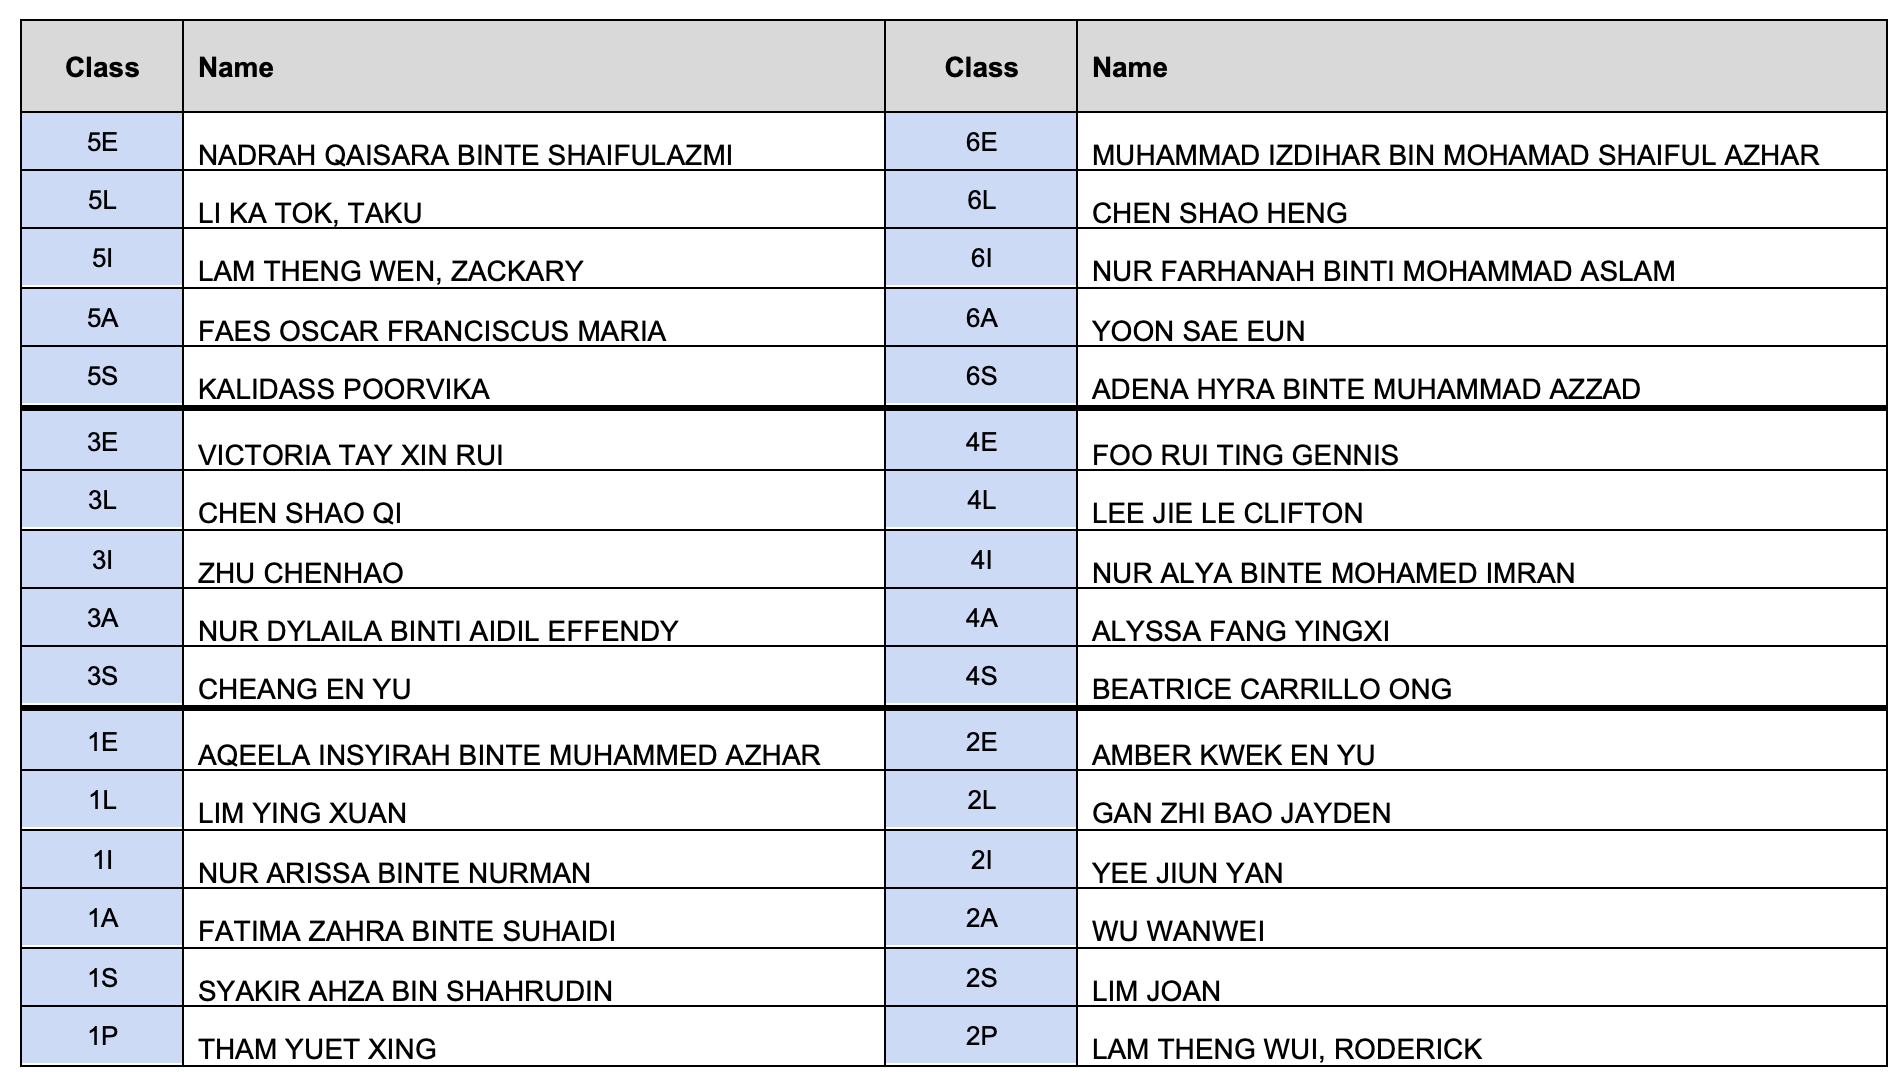 Class Name Class Name
5E NADRAH QAISARA BINTE SHAIFULAZMI 6E MUHAMMAD IZDIHAR BIN MOHAMAD SHAIFUL AZHAR
5L LI KA TOK, TAKU 6L CHEN SHAO HENG
5I LAM THENG WEN, ZACKARY 6I NUR FARHANAH BINTI MOHAMMAD ASLAM
5A FAES OSCAR FRANCISCUS MARIA 6A YOON SAE EUN
5S KALIDASS POORVIKA 6S ADENA HYRA BINTE MUHAMMAD AZZAD
3E VICTORIA TAY XIN RUI 4E FOO RUI TING GENNIS
3L CHEN SHAO QI 4L LEE JIE LE CLIFTON
3I ZHU CHENHAO 4I NUR ALYA BINTE MOHAMED IMRAN
3A NUR DYLAILA BINTI AIDIL EFFENDY 4A ALYSSA FANG YINGXI
3S CHEANG EN YU 4S BEATRICE CARRILLO ONG
1E AQEELA INSYIRAH BINTE MUHAMMED AZHAR 2E AMBER KWEK EN YU
1L LIM YING XUAN 2L GAN ZHI BAO JAYDEN
1I NUR ARISSA BINTE NURMAN 2I YEE JIUN YAN
1A FATIMA ZAHRA BINTE SUHAIDI 2A WU WANWEI
1S SYAKIR AHZA BIN SHAHRUDIN 2S LIM JOAN
1P THAM YUET XING 2P LAM THENG WUI, RODERICK